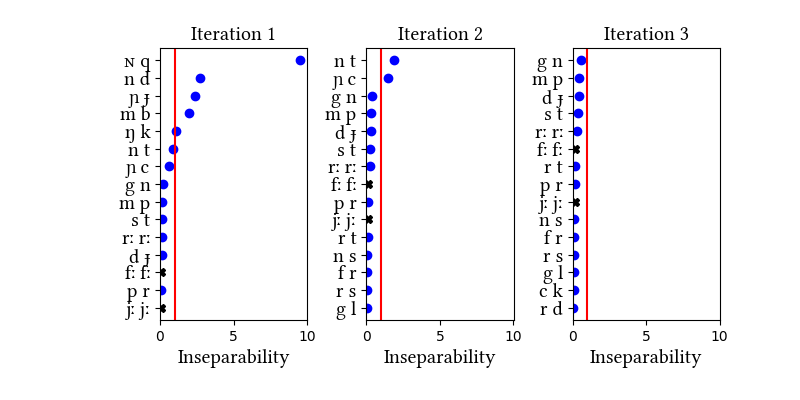 Iteration 1
ɴ q
n d
ɲ ɟ
m b
ŋ k
n t
ɲ c
g n
m p
s t
rː rː
d ɟ
fː fː
p r
jː jː
0 5 10
Inseparability
Iteration 2
n t
ɲ c
g n
m p
d ɟ
s t
rː rː
fː fː
p r
jː jː
r t
n s
f r
r s
g l
0 5 10
Inseparability
Iteration 3
g n
m p
d ɟ
s t
rː rː
fː fː
r t
p r
jː jː
n s
f r
r s
g l
c k
r d
0 5 10
Inseparability